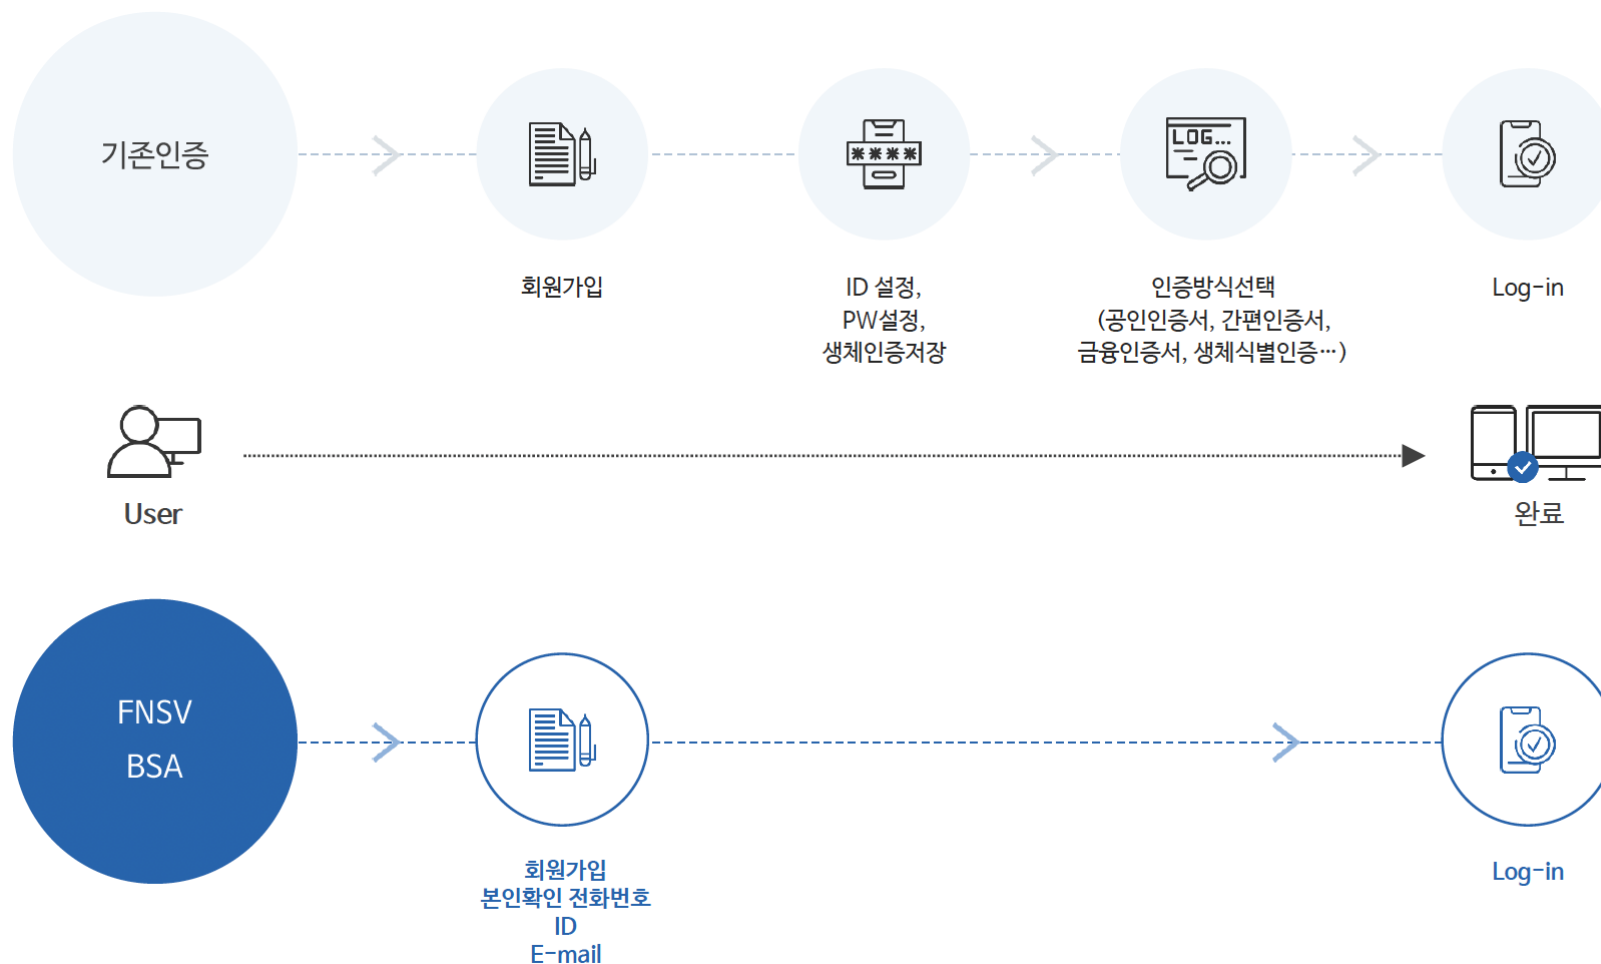 기존인증
LOG...
****
회원가입
ID 설정,
PW설정,
생체인증저장
인증방식선택
(공인인증서, 간편인증서,
금융인증서, 생체식별인증…)
Log-in
User
완료
FNSV
BSA
회원가입
본인확인 전화번호
ID
E-mail
Log-in